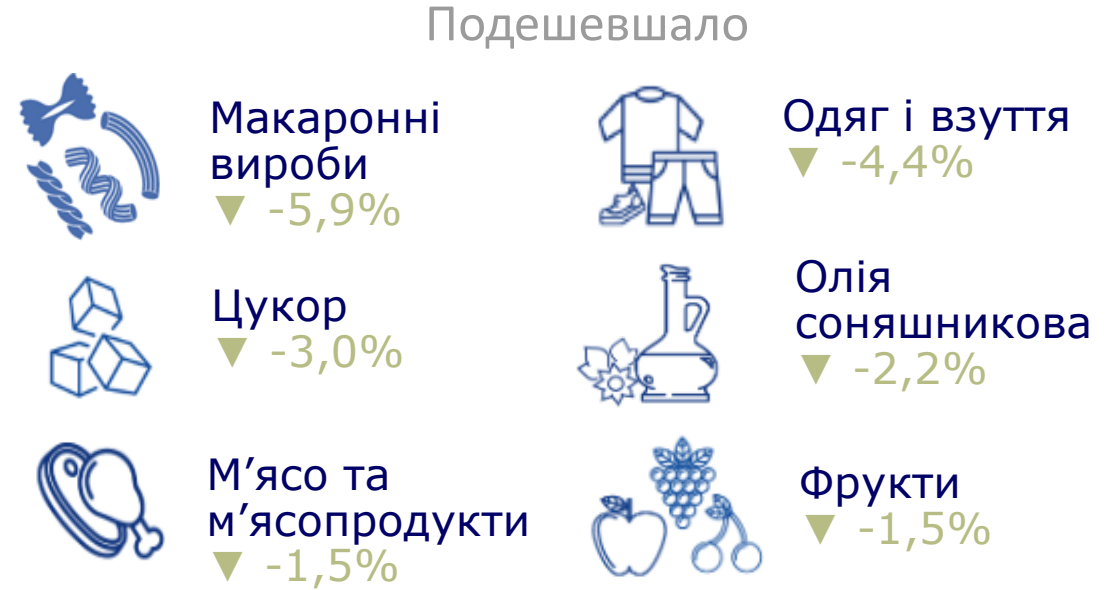 Подешевшало
Макаронні
вироби
▼ -5,9%
Одяг і взуття
▼ -4,4%
Цукор
▼ -3,0%
Олія
соняшникова
▼ -2,2%
М’ясо та
м’ясопродукти
▼ -1,5%
Фрукти
▼ -1,5%